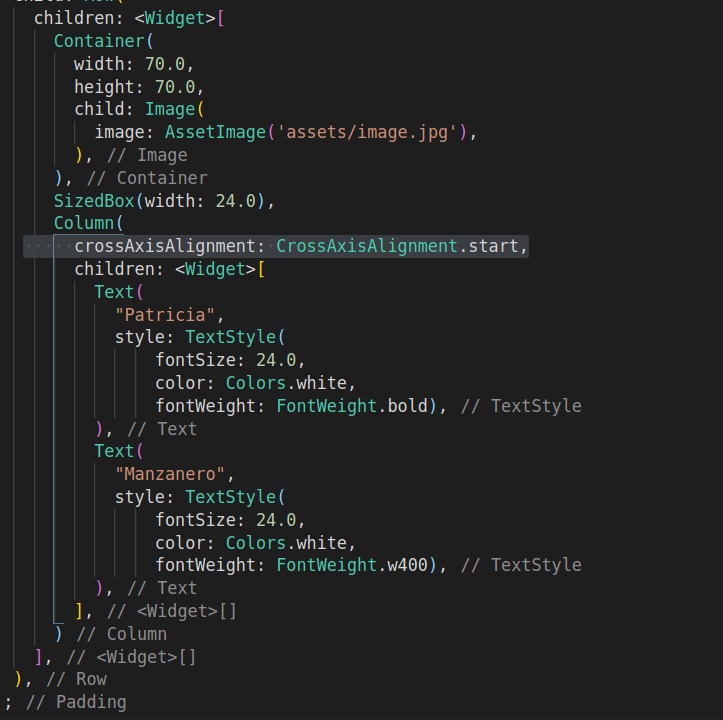 children: <Widget>[
Container(
width: 70.0,
height: 70.0,
child: Image(
image: AssetImage('assets/image.jpg'),
), // Image
), // Container
SizedBox(width: 24.0),
Column(
crossAxisAlignment: CrossAxisAlignment.start,
children: <Widget>[
Text(
"Patricia",
style: TextStyle(
fontSize: 24.0,
color: Colors.white,
fontWeight: FontWeight.bold), // TextStyle
), // Text
Text(
"Manzanero",
style: TextStyle(
fontSize: 24.0,
color: Colors.white,
fontWeight: FontWeight.w400), // TextStyle
), // Text
], // <Widget>[]
) // Column
], // <Widget>[]
), // Row
; // Padding